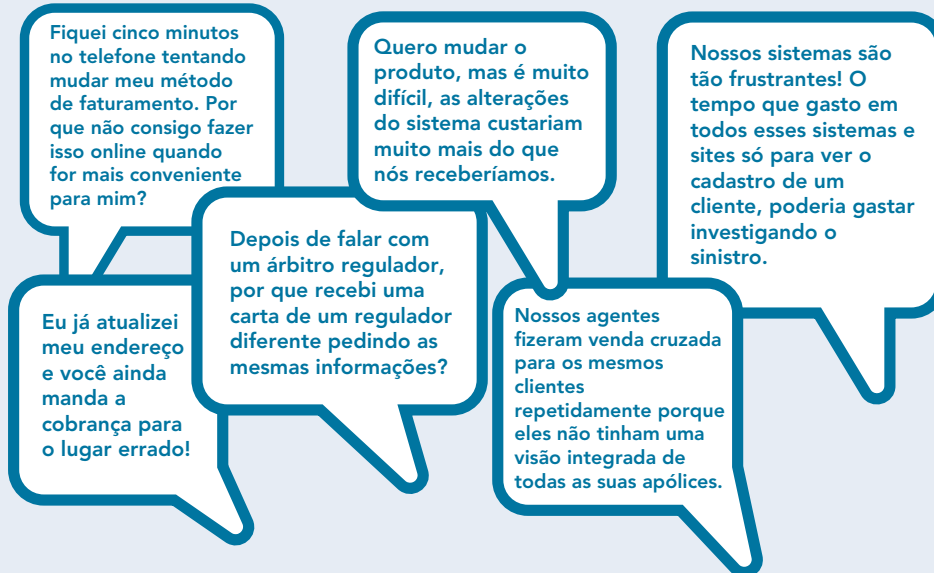 Fiquei cinco minutos
no telefone tentando
mudar meu método
de faturamento. Por
que não consigo fazer
isso online quando
for mais conveniente
para mim?
Quero mudar o
produto, mas é muito
difícil, as alterações
do sistema custariam
muito mais do que
nós receberíamos.
Nossos sistemas são
tão frustrantes! O
tempo que gasto em
todos esses sistemas e
sites só para ver o
cadastro de um
cliente, poderia gastar
investigando o
sinistro.
Eu já atualizei
meu endereço
e você ainda
manda a
cobrança para
o lugar errado!
Depois de falar com
um árbitro regulador,
por que recebi uma
carta de um regulador
diferente pedindo as
mesmas informações?
Nossos agentes
fizeram venda cruzada
para os mesmos
clientes
repetidamente porque
eles não tinham uma
visão integrada de
todas as suas apólices.